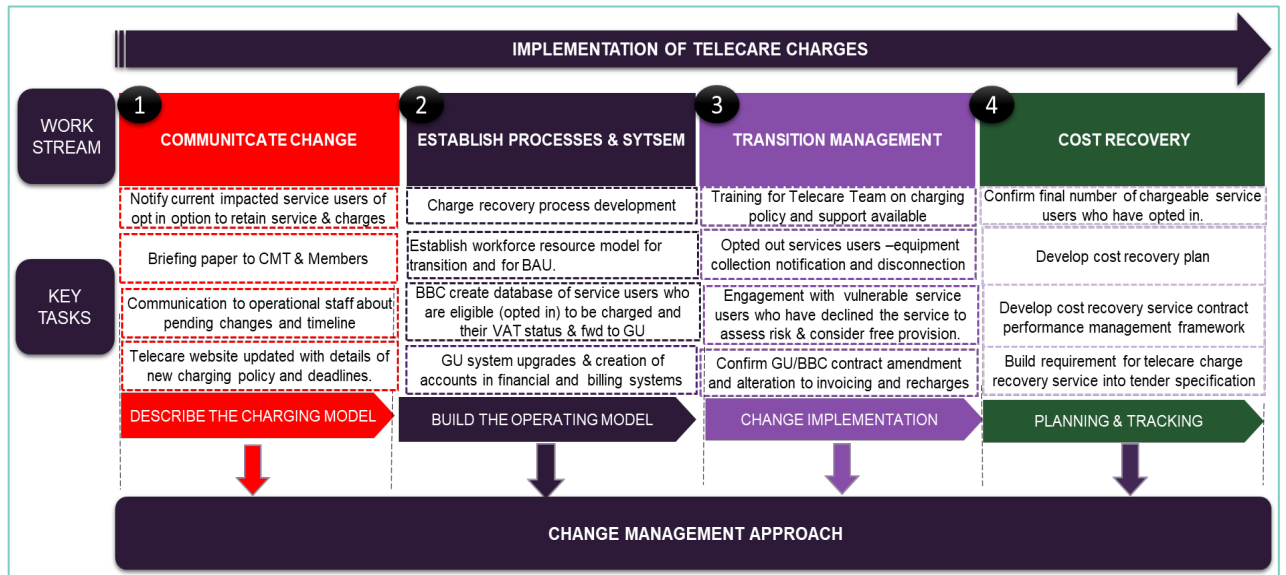 IMPLEMENTATION OF TELECARE CHARGES
WORK
STREAM
1
COMMUNITCATE CHANGE
2
ESTABLISH PROCESSES & SYTSEM
3
TRANSITION MANAGEMENT
4
COST RECOVERY
KEY
TASKS
Notify current impacted service users of
opt in option to retain service & charges
Briefing paper to CMT & Members
Communication to operational staff about
pending changes and timeline
Telecare website updated with details of
new charging policy and deadlines.
DESCRIBE THE CHARGING MODEL
Charge recovery process development
Establish workforce resource model for
transition and for BAU.
BBC create database of service users who
are eligible (opted in) to be charged and
their VAT status & fwd to GU
GU system upgrades & creation of
accounts in financial and billing systems
BUILD THE OPERATING MODEL
Training for Telecare Team on charging
policy and support available
Opted out services users –equipment
collection notification and disconnection
Engagement with vulnerable service
users who have declined the service to
assess risk & consider free provision.
Confirm GU/BBC contract amendment
and alteration to invoicing and recharges
CHANGE IMPLEMENTATION
Confirm final number of chargeable service
users who have opted in.
Develop cost recovery plan
Develop cost recovery service contract
performance management framework
Build requirement for telecare charge
recovery service into tender specification
PLANNING & TRACKING
CHANGE MANAGEMENT APPROACH